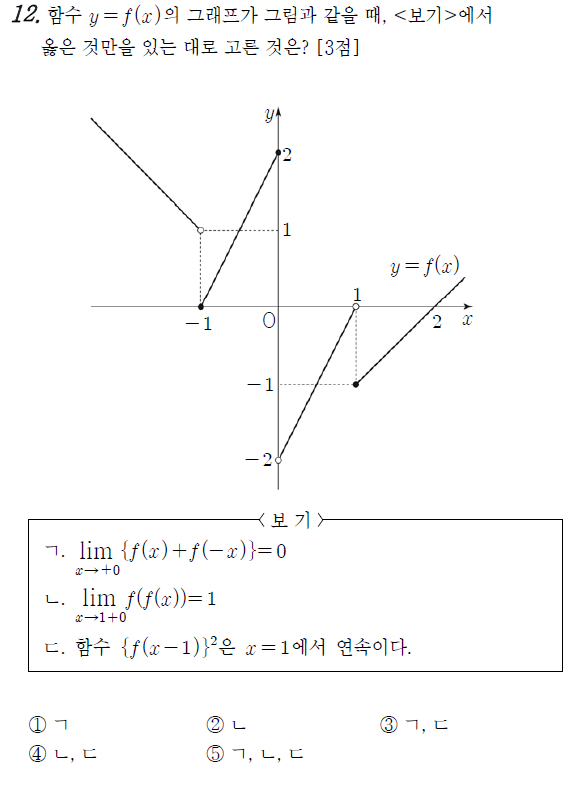 12. 함수 y=f(x)의 그래프가 그림과 같을 때, <보기>에서
옳은 것만을 있는 대로 고른 것은? [3점]
y
2
1
y=f(x)
1
-1
O
2
x
-1
-2
<보 기>
ㄱ. lim {f(x)+f(-x)}=0
x→+0
ㄴ. lim f(f(x))=1
x→1+0
ㄷ. 함수 {f(x-1)}²은 x=1에서 연속이다.
① ㄱ ② ㄴ ③ ㄱ, ㄷ
④ ㄴ, ㄷ ⑤ ㄱ, ㄴ, ㄷ